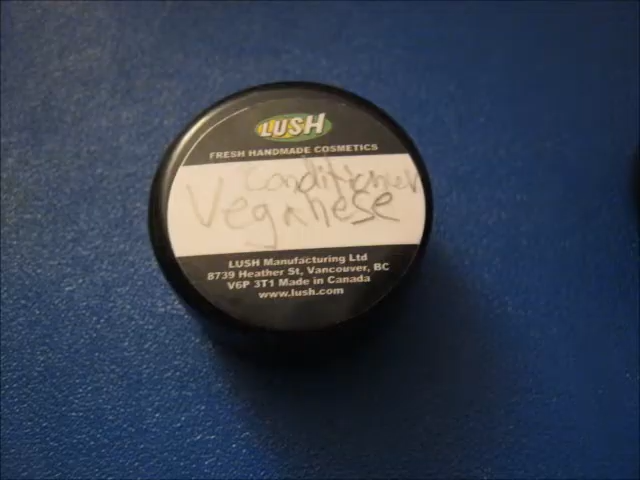 LUSH
FRESH HANDMADE COSMETICS
Conditioner
Veganese
LUSH Manufacturing Ltd
8739 Heather St, Vancouver, BC
V6P 3T1 Made in Canada
www.lush.com